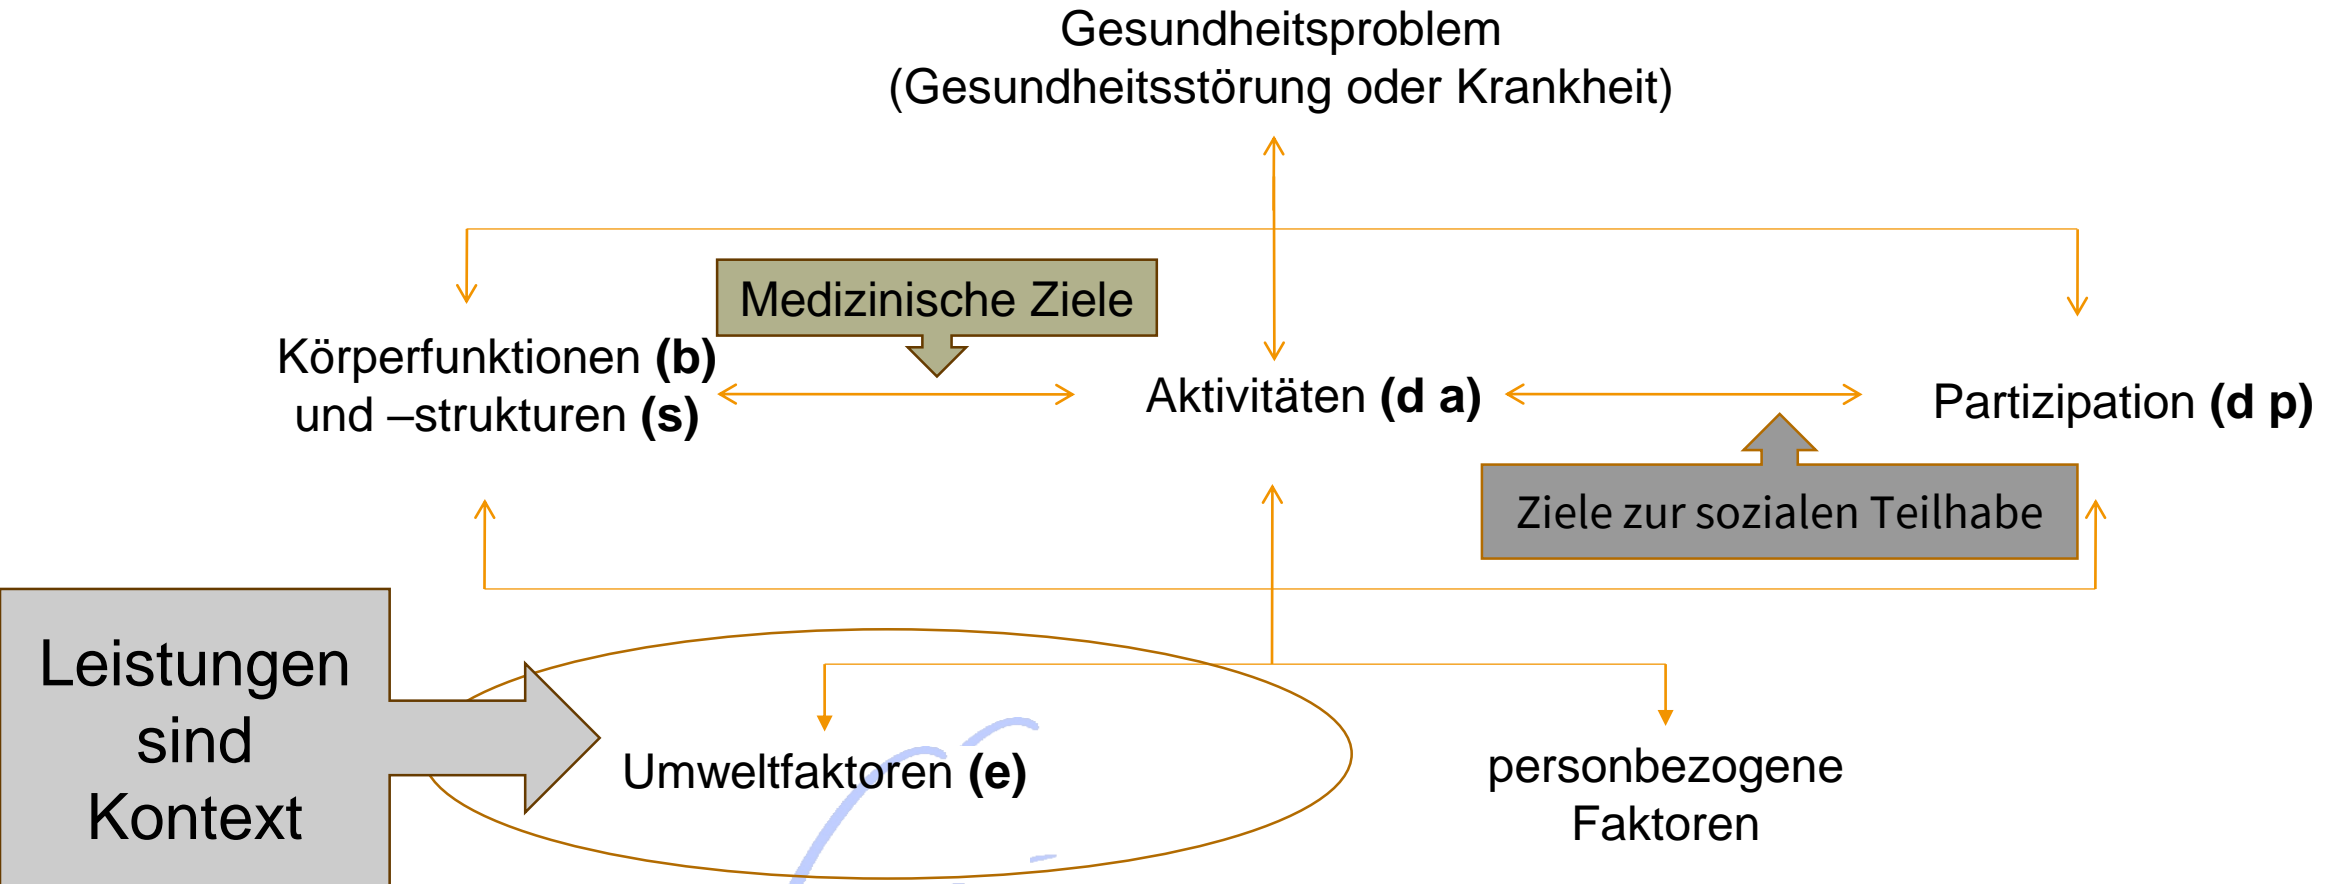 Gesundheitsproblem
(Gesundheitsstörung oder Krankheit)
Medizinische Ziele
Körperfunktionen (b)
und –strukturen (s)
Aktivitäten (d a)
Partizipation (d p)
Ziele zur sozialen Teilhabe
Leistungen
sind
Kontext
Umweltfaktoren (e)
personbezogene
Faktoren